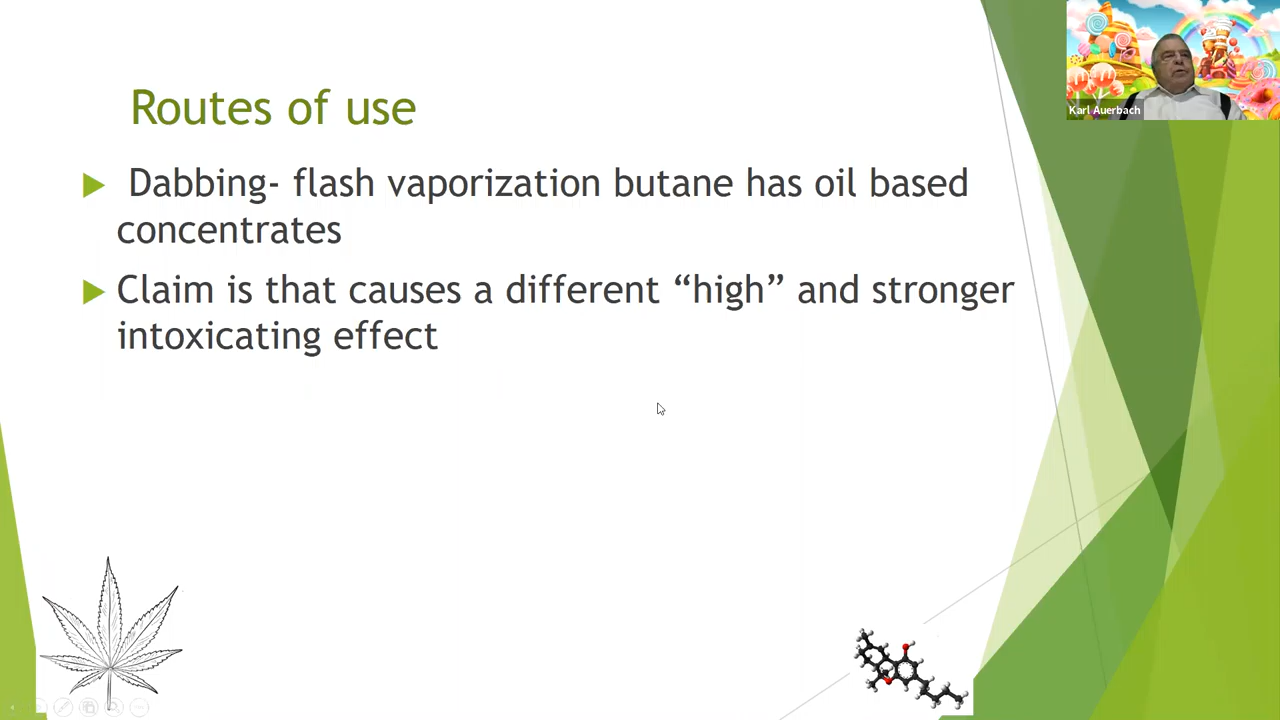 Routes of use
Dabbing- flash vaporization butane has oil based
concentrates
Claim is that causes a different “high” and stronger
intoxicating effect
Karl Auerbach